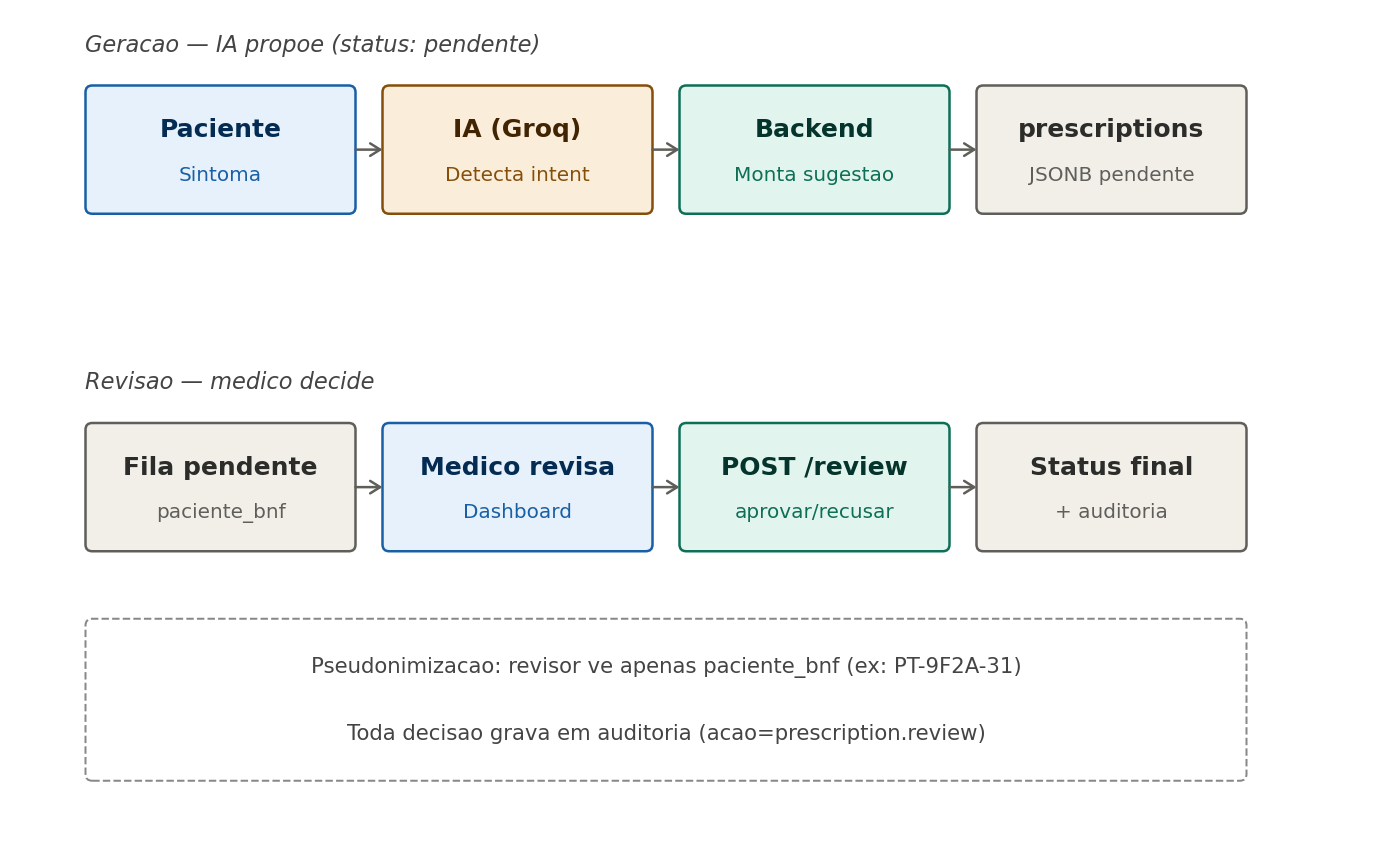 Geracao — IA propoe (status: pendente)
Paciente
Sintoma
IA (Groq)
Detecta intent
Backend
Monta sugestao
prescriptions
JSONB pendente
Revisao — medico decide
Fila pendente
paciente_bnf
Medico revisa
Dashboard
POST /review
aprovar/recusar
Status final
+ auditoria
Pseudonimizacao: revisor ve apenas paciente_bnf (ex: PT-9F2A-31)
Toda decisao grava em auditoria (acao=prescription.review)